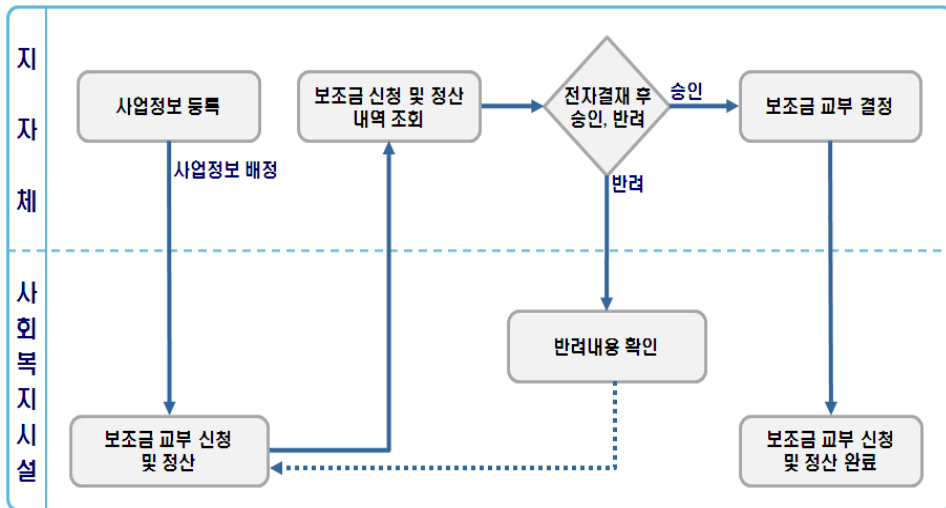 지자체
사업정보 등록
사업정보 배정
보조금 신청 및 정산
내역 조회
전자결재 후
승인, 반려
승인
반려
보조금 교부 결정
사회복지시설
보조금 교부 신청
및 정산
반려내용 확인
보조금 교부 신청
및 정산 완료